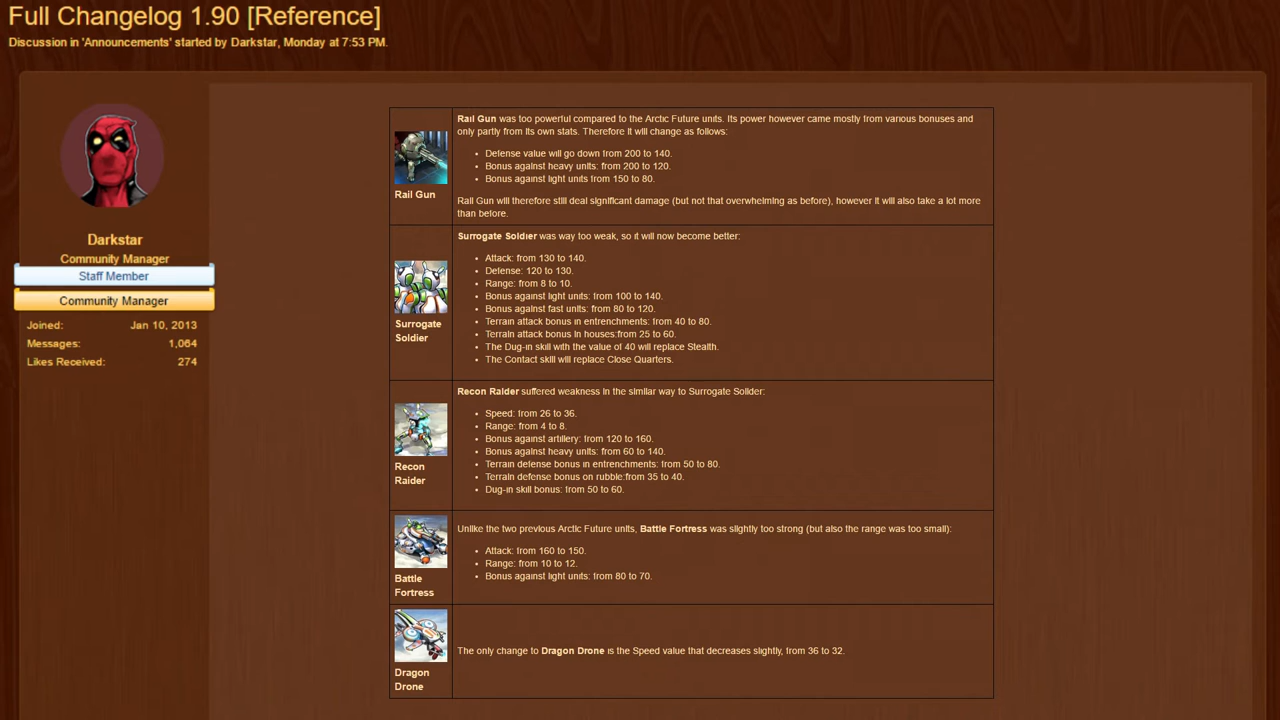 Full Changelog 1.90 [Reference]
Discussion in 'Announcements' started by Darkstar, Monday at 7:53 PM.
Darkstar
Community Manager
Staff Member
Community Manager
Joined: Jan 10, 2013
Messages: 1,064
Likes Received: 274
Rail Gun
Rail Gun was too powerful compared to the Arctic Future units. Its power however came mostly from various bonuses and
only partly from its own stats. Therefore it will change as follows:
• Defense value will go down from 200 to 140.
• Bonus against heavy units: from 200 to 120.
• Bonus against light units from 150 to 80.
Rail Gun will therefore still deal significant damage (but not that overwhelming as before), however it will also take a lot more
than before.
Surrogate
Soldier
Surrogate Soldier was way too weak, so it will now become better:
• Attack: from 130 to 140.
• Defense: 120 to 130.
• Range: from 8 to 10.
• Bonus against light units: from 100 to 140.
• Bonus against fast units: from 80 to 120.
• Terrain attack bonus in entrenchments: from 40 to 80.
• Terrain attack bonus in houses:from 25 to 60.
• The Dug-in skill with the value of 40 will replace Stealth.
• The Contact skill will replace Close Quarters.
Recon
Raider
Recon Raider suffered weakness in the similar way to Surrogate Solider:
• Speed: from 26 to 36.
• Range: from 4 to 8.
• Bonus against artillery: from 120 to 160.
• Bonus against heavy units: from 60 to 140.
• Terrain defense bonus in entrenchments: from 50 to 80.
• Terrain defense bonus on rubble:from 35 to 40.
• Dug-in skill bonus: from 50 to 60.
Battle
Fortress
Unlike the two previous Arctic Future units, Battle Fortress was slightly too strong (but also the range was too small):
• Attack: from 160 to 150.
• Range: from 10 to 12.
• Bonus against light units: from 80 to 70.
Dragon
Drone
The only change to Dragon Drone is the Speed value that decreases slightly, from 36 to 32.